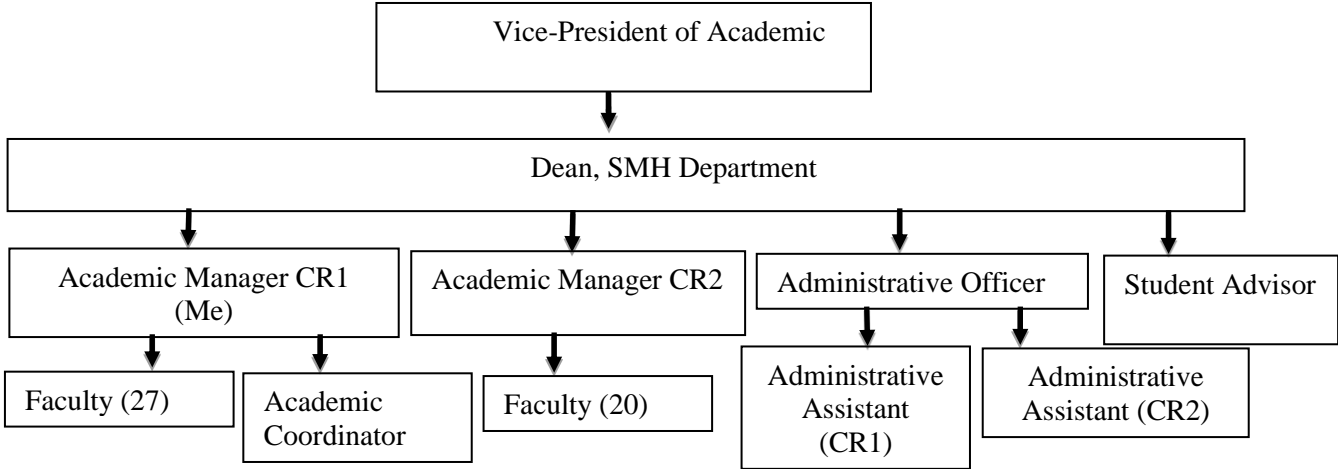 Vice-President of Academic
Dean, SMH Department
Academic Manager CR1
(Me)
Academic Manager CR2
Administrative Officer
Student Advisor
Faculty (27)
Academic
Coordinator
Faculty (20)
Administrative
Assistant
(CR1)
Administrative
Assistant (CR2)